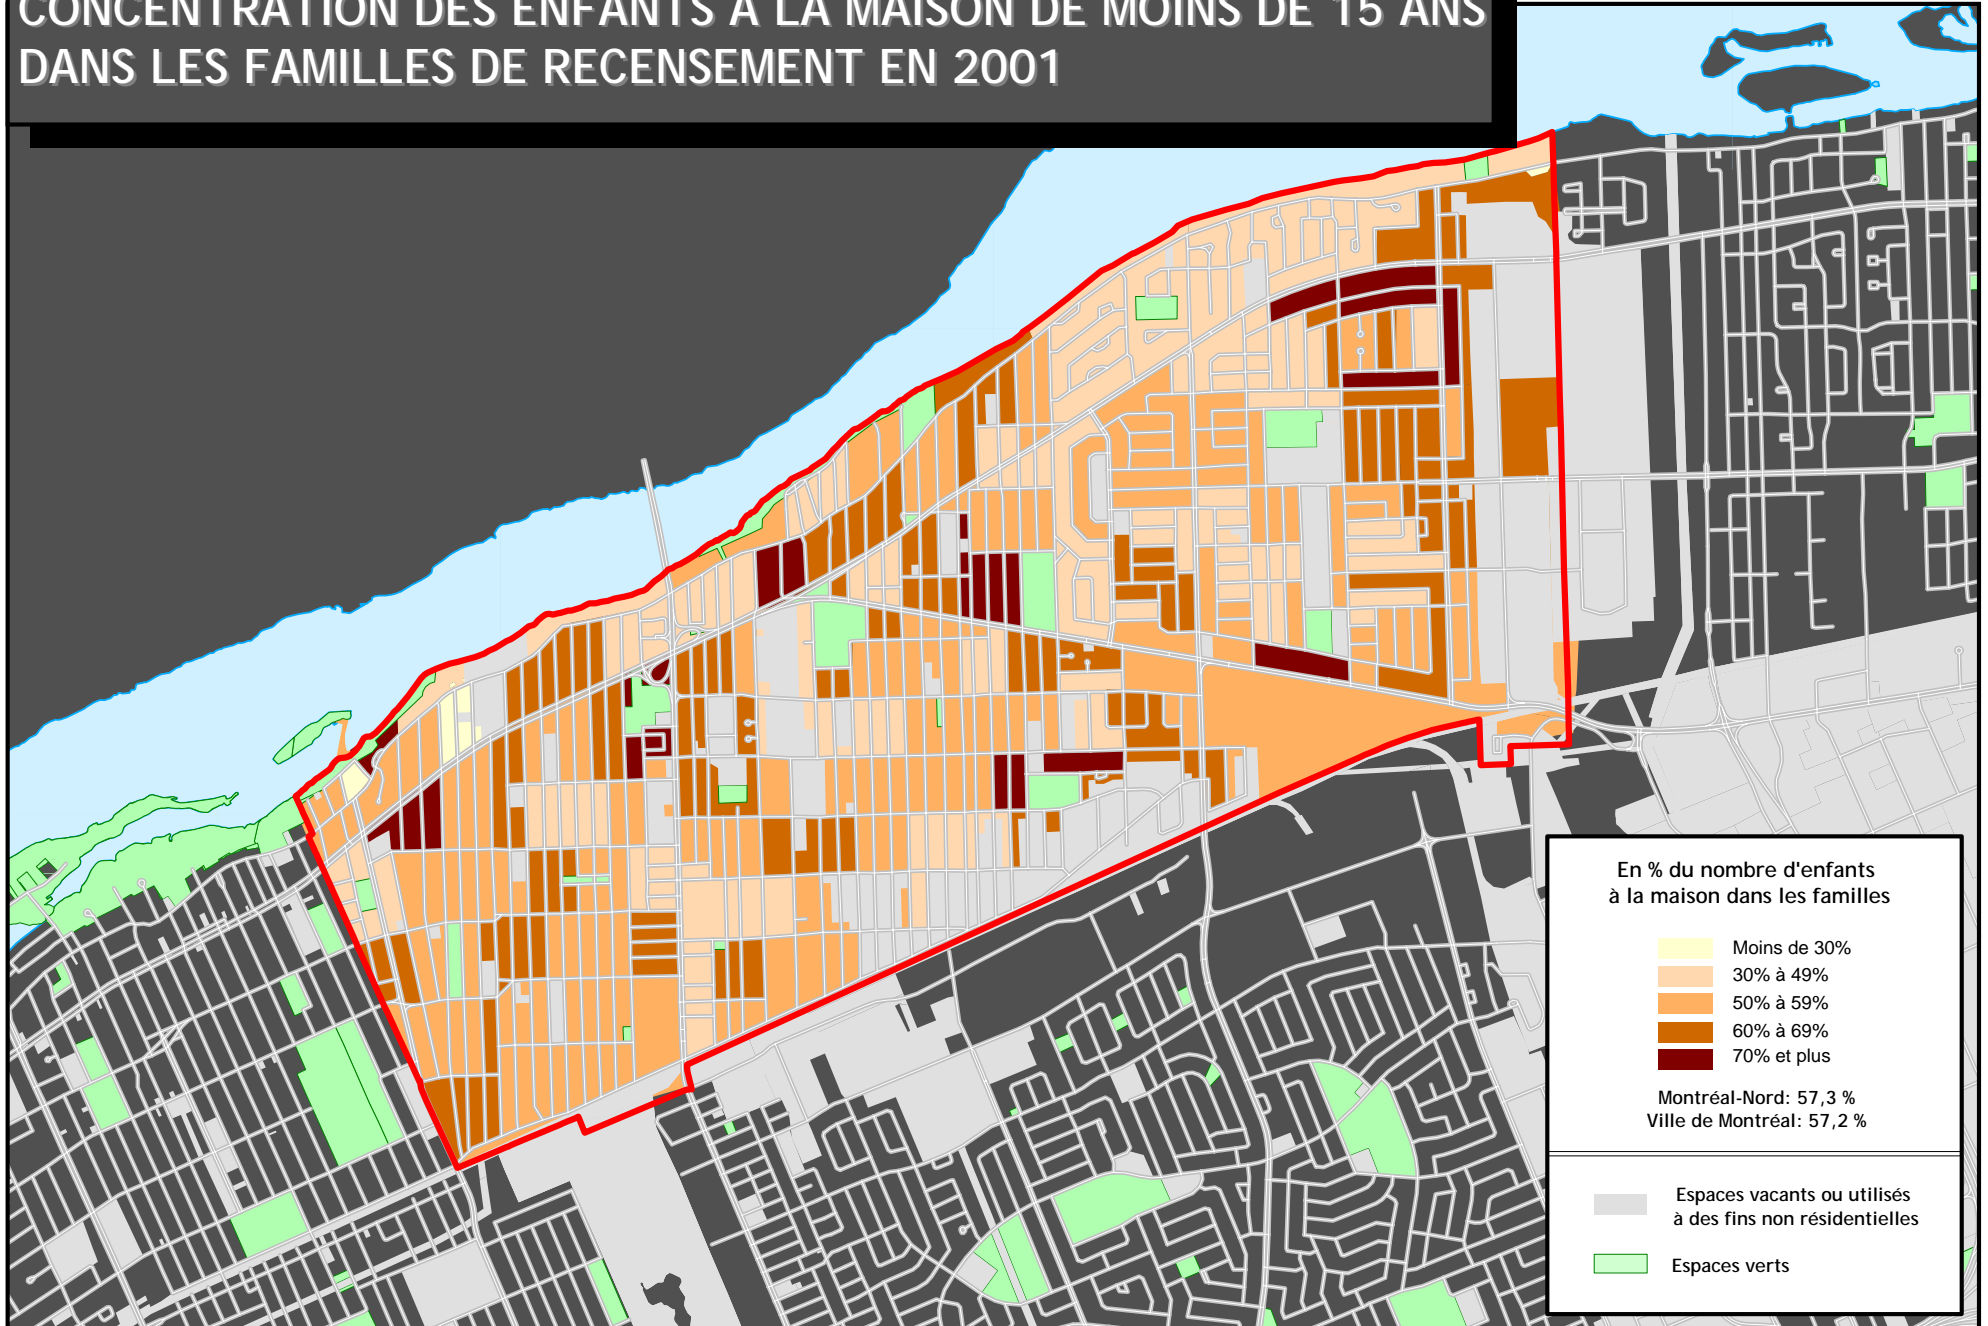 CONCENTRATION DES ENFANTS À LA MAISON DE MOINS DE 15 ANS
DANS LES FAMILLES DE RECENSEMENT EN 2001
En % du nombre d'enfants
à la maison dans les familles
Moins de 30%
30% à 49%
50% à 59%
60% à 69%
70% et plus
Montréal-Nord: 57,3 %
Ville de Montréal: 57,2 %
Espaces vacants ou utilisés
à des fins non résidentielles
Espaces verts